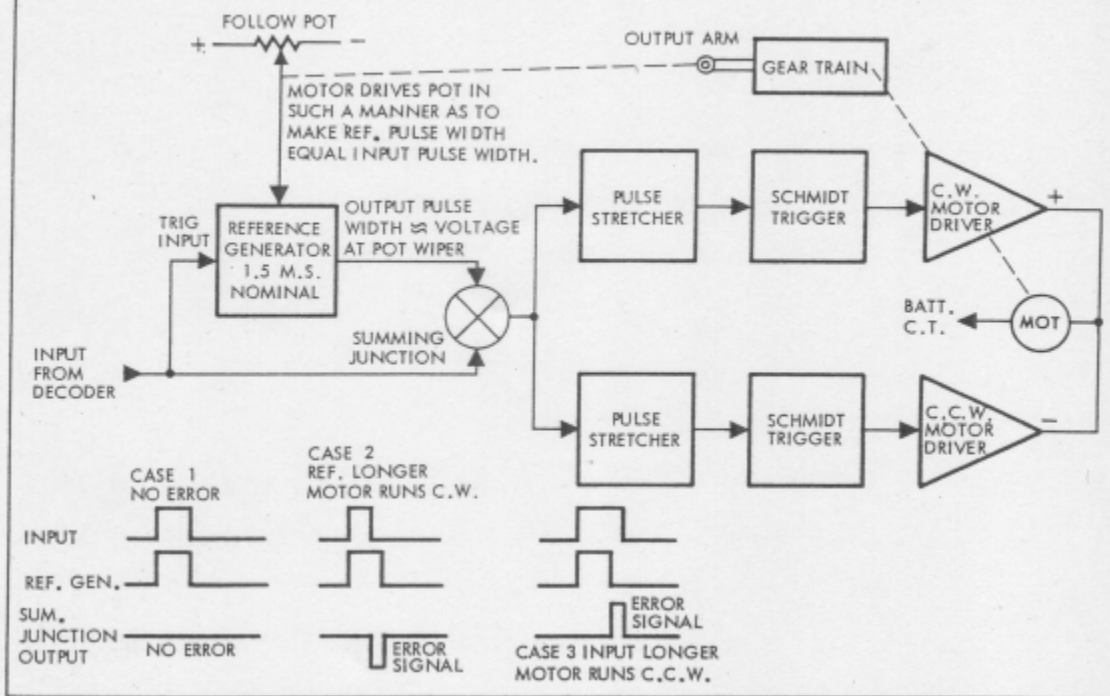 FOLLOW POT
+ −
OUTPUT ARM
GEAR TRAIN
MOTOR DRIVES POT IN
SUCH A MANNER AS TO
MAKE REF. PULSE WIDTH
EQUAL INPUT PULSE WIDTH.
TRIG
INPUT
REFERENCE
GENERATOR
1.5 M.S.
NOMINAL
OUTPUT PULSE
WIDTH ≈ VOLTAGE
AT POT WIPER
PULSE
STRETCHER
SCHMIDT
TRIGGER
C.W.
MOTOR
DRIVER
+
BATT.
C.T.
MOT
SUMMING
JUNCTION
INPUT
FROM
DECODER
PULSE
STRETCHER
SCHMIDT
TRIGGER
C.C.W.
MOTOR
DRIVER
−
CASE 1
NO ERROR
CASE 2
REF. LONGER
MOTOR RUNS C.W.
INPUT
REF. GEN.
SUM.
JUNCTION
OUTPUT
NO ERROR
ERROR
SIGNAL
ERROR
SIGNAL
CASE 3 INPUT LONGER
MOTOR RUNS C.C.W.